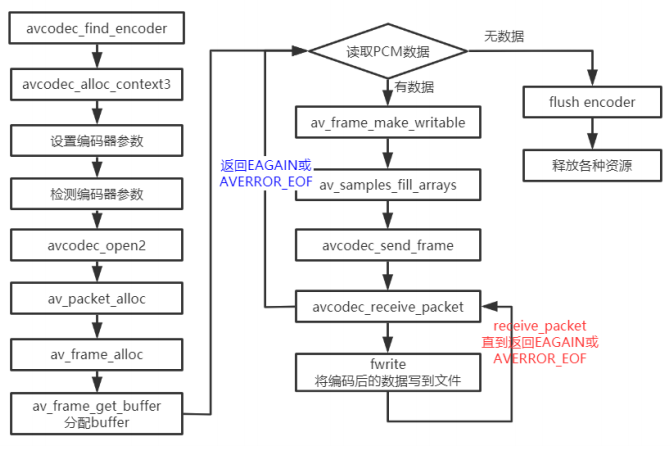 avcodec_find_encoder
avcodec_alloc_context3
设置编码器参数
检测编码器参数
avcodec_open2
av_packet_alloc
av_frame_alloc
av_frame_get_buffer
分配buffer
读取PCM数据
无数据
有数据
av_frame_make_writable
av_samples_fill_arrays
avcodec_send_frame
avcodec_receive_packet
fwrite
将编码后的数据写到文件
返回EAGAIN或
AVERROR_EOF
receive_packet
直到返回EAGAIN或
AVERROR_EOF
flush encoder
释放各种资源